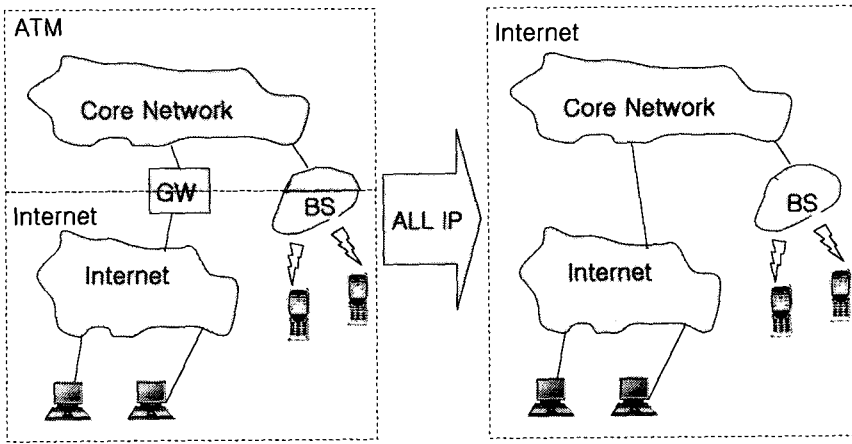 ATM
Core Network
GW
BS
Internet
Internet
ALL IP
Internet
Core Network
BS
Internet